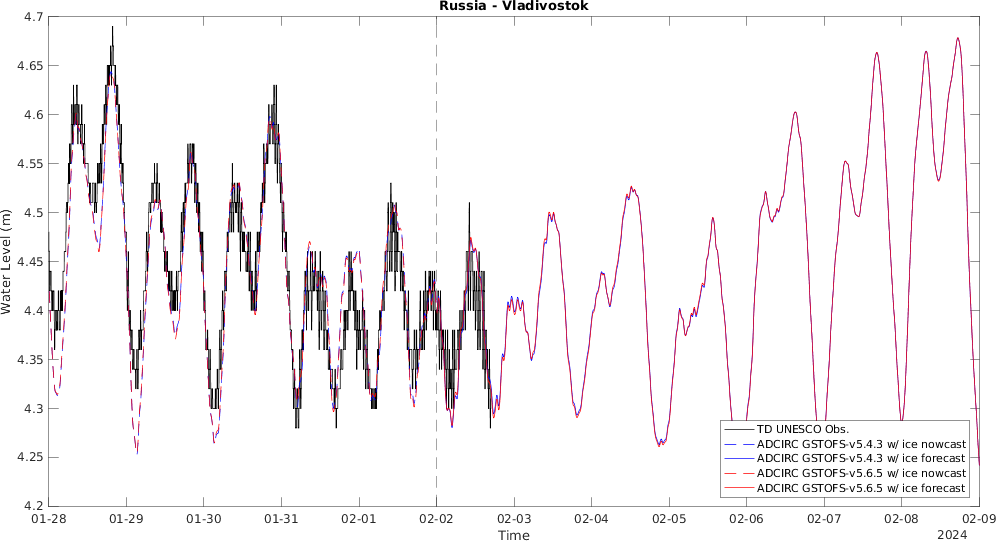 Russia - Vladivostok
4.7
4.65
4.6
4.55
4.5
4.45
4.4
4.35
4.3
4.25
4.2
Water Level (m)
TD UNESCO Obs.
ADCIRC GSTOFS-v5.4.3 w/ ice nowcast
ADCIRC GSTOFS-v5.4.3 w/ ice forecast
ADCIRC GSTOFS-v5.6.5 w/ ice nowcast
ADCIRC GSTOFS-v5.6.5 w/ ice forecast
01-28 01-29 01-30 01-31 02-01 02-02 02-03 02-04 02-05 02-06 02-07 02-08 02-09
Time
2024